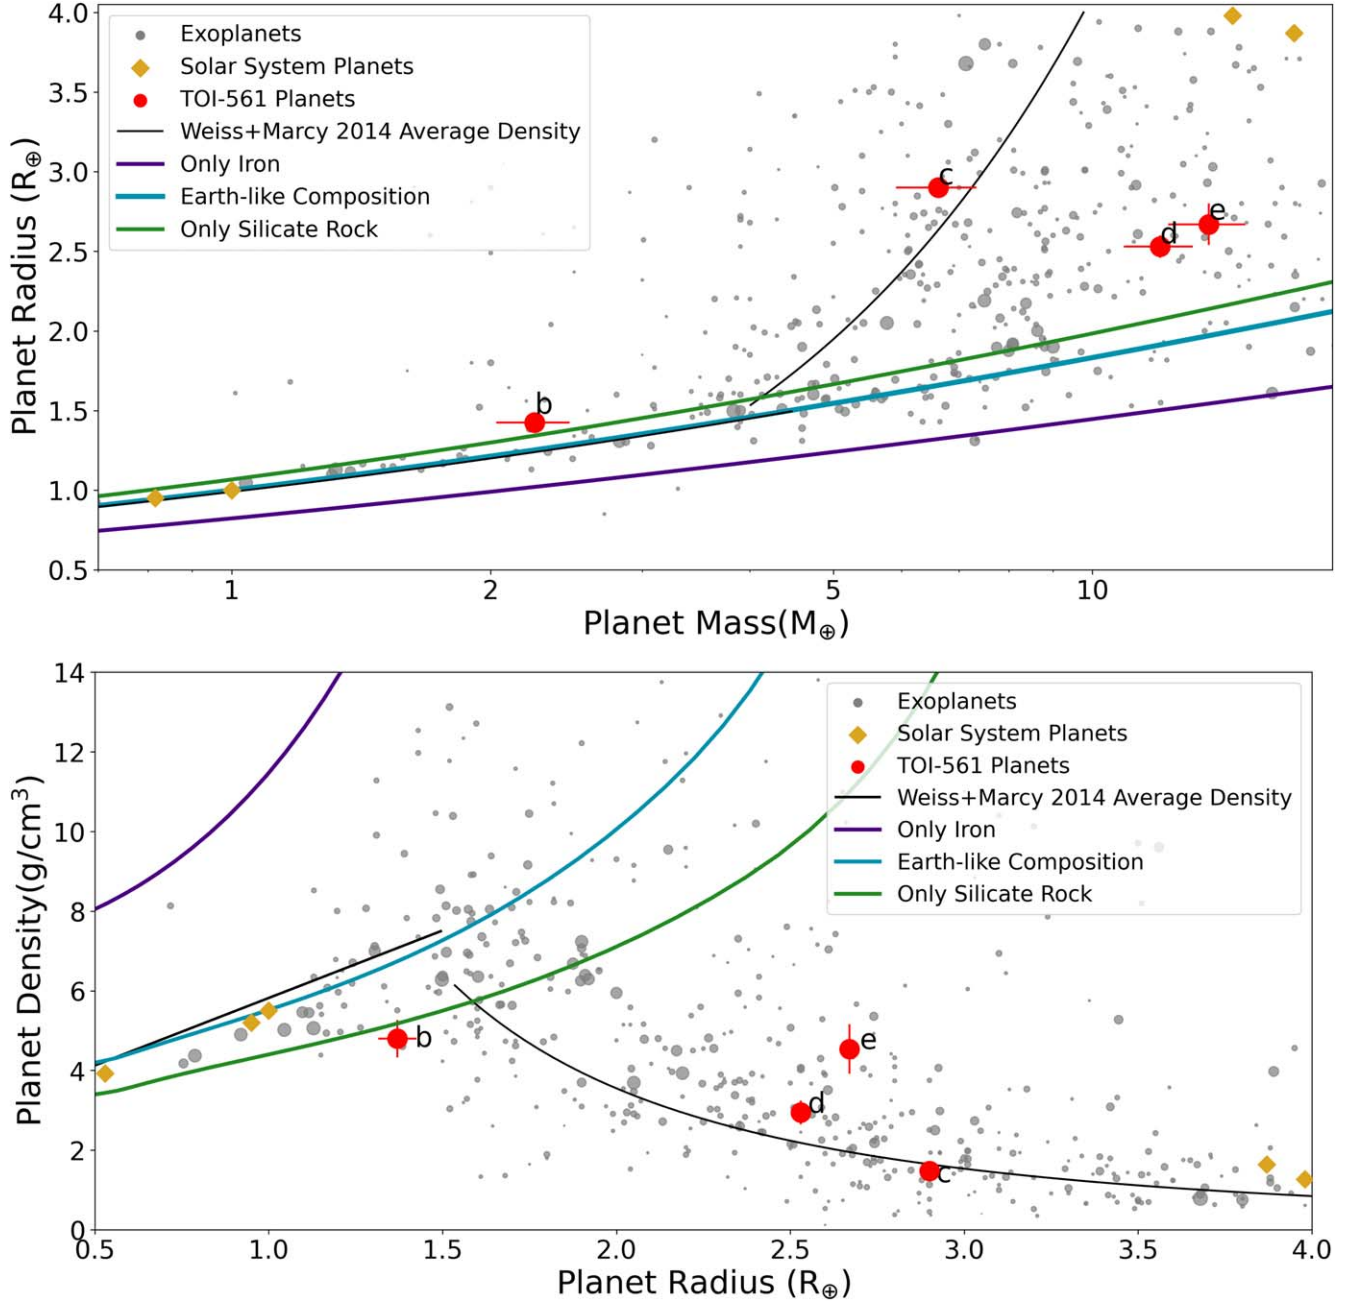 4.0
3.5
3.0
2.5
2.0
1.5
1.0
0.5
Planet Radius (R⊕)
Exoplanets
Solar System Planets
TOI-561 Planets
Weiss+Marcy 2014 Average Density
Only Iron
Earth-like Composition
Only Silicate Rock
c
e
d
b
1 2 5 10
Planet Mass(M⊕)
14
12
10
8
6
4
2
0
Planet Density(g/cm³)
Exoplanets
Solar System Planets
TOI-561 Planets
Weiss+Marcy 2014 Average Density
Only Iron
Earth-like Composition
Only Silicate Rock
b
e
d
c
0.5 1.0 1.5 2.0 2.5 3.0 3.5 4.0
Planet Radius (R⊕)